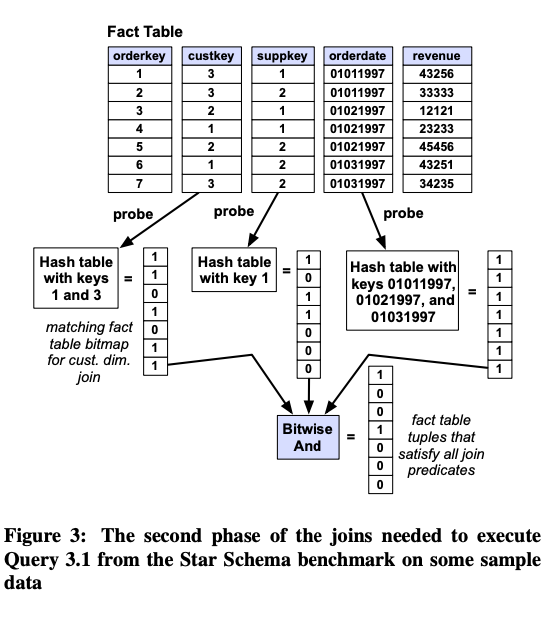 Fact Table
orderkey custkey suppkey orderdate revenue
1 3 1 01011997 43256
2 3 2 01011997 33333
3 2 1 01021997 12121
4 1 1 01021997 23233
5 2 2 01021997 45456
6 1 2 01031997 43251
7 3 2 01031997 34235
probe
probe
probe
Hash table
with keys
1 and 3
=
1
1
0
1
0
1
1
matching fact
table bitmap
for cust. dim.
join
Hash table
with key 1
=
1
0
1
1
0
0
0
Hash table with
keys 01011997,
01021997, and
01031997
=
1
1
1
1
1
1
1
Bitwise
And
=
1
0
0
1
0
0
0
fact table
tuples that
satisfy all join
predicates
Figure 3: The second phase of the joins needed to execute
Query 3.1 from the Star Schema benchmark on some sample
data